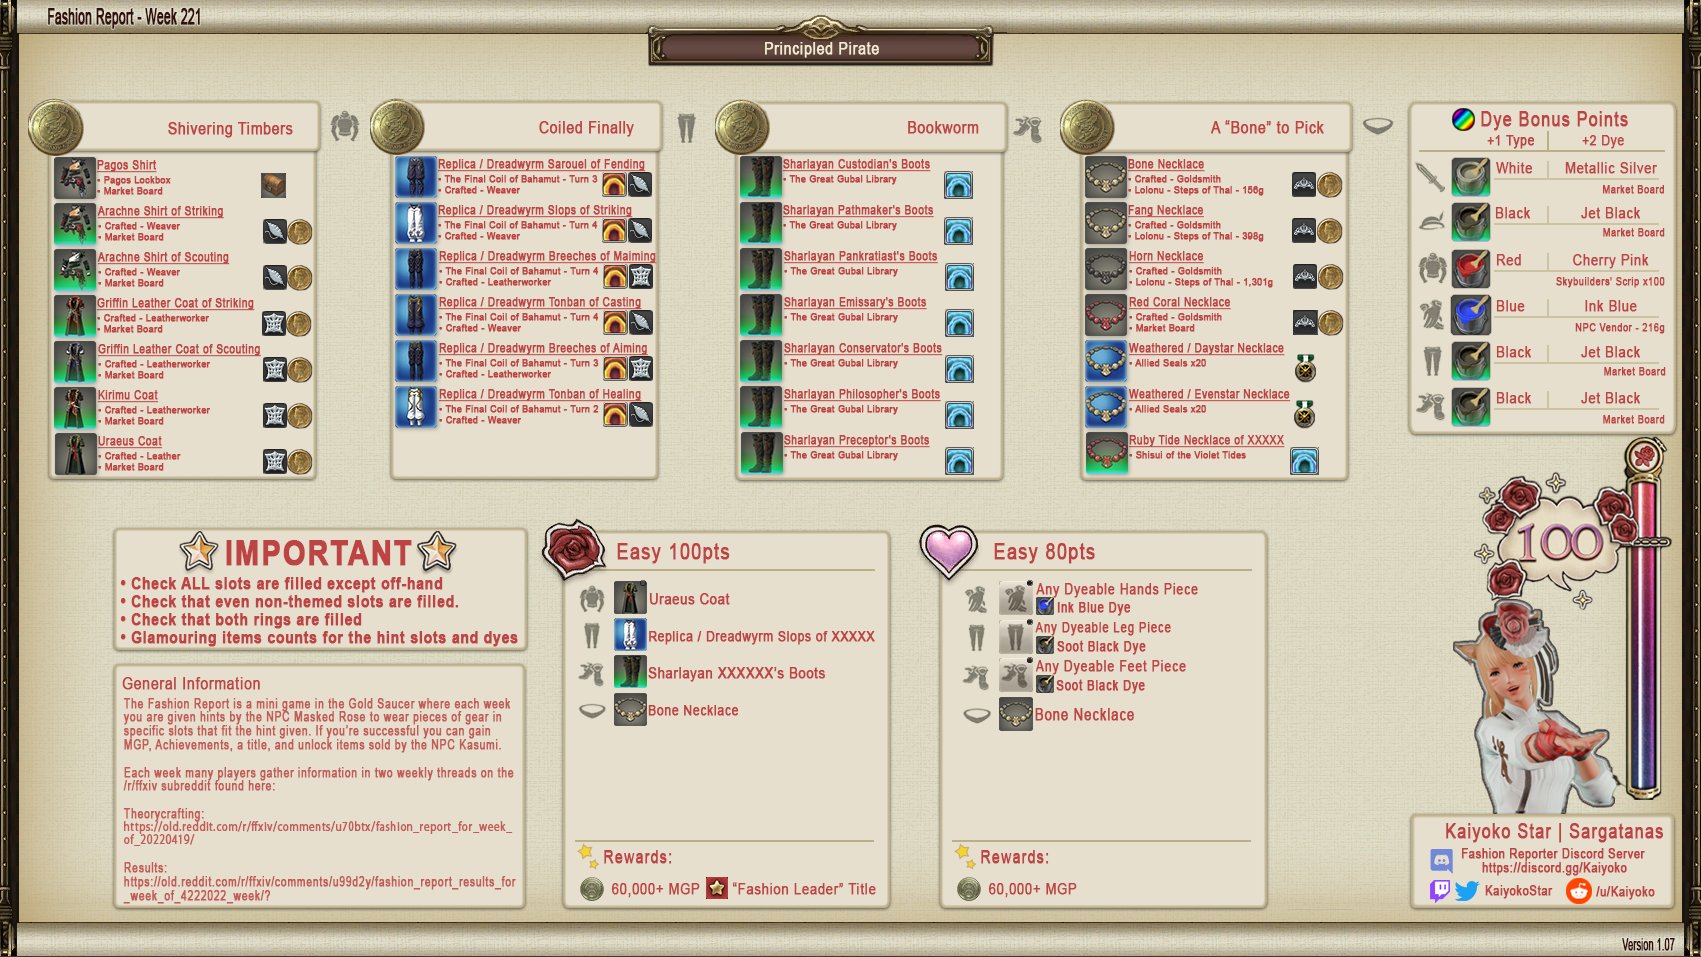 Fashion Report - Week 221
Principled Pirate
Shivering Timbers
Pagos Shirt
• Pagos Lockbox
• Market Board
Arachne Shirt of Striking
• Crafted - Weaver
• Market Board
Arachne Shirt of Scouting
• Crafted - Weaver
• Market Board
Griffin Leather Coat of Striking
• Crafted - Leatherworker
• Market Board
Griffin Leather Coat of Scouting
• Crafted - Leatherworker
• Market Board
Kirimu Coat
• Crafted - Leatherworker
• Market Board
Uraeus Coat
• Crafted - Leather
• Market Board
Coiled Finally
Replica / Dreadwyrm Sarouel of Fending
• The Final Coil of Bahamut - Turn 3
• Crafted - Weaver
Replica / Dreadwyrm Slops of Striking
• The Final Coil of Bahamut - Turn 4
• Crafted - Weaver
Replica / Dreadwyrm Breeches of Maiming
• The Final Coil of Bahamut - Turn 4
• Crafted - Leatherworker
Replica / Dreadwyrm Tonban of Casting
• The Final Coil of Bahamut - Turn 4
• Crafted - Weaver
Replica / Dreadwyrm Breeches of Aiming
• The Final Coil of Bahamut - Turn 3
• Crafted - Leatherworker
Replica / Dreadwyrm Tonban of Healing
• The Final Coil of Bahamut - Turn 2
• Crafted - Weaver
Bookworm
Sharlayan Custodian's Boots
• The Great Gubal Library
Sharlayan Pathmaker's Boots
• The Great Gubal Library
Sharlayan Pankratiast's Boots
• The Great Gubal Library
Sharlayan Emissary's Boots
• The Great Gubal Library
Sharlayan Conservator's Boots
• The Great Gubal Library
Sharlayan Philosopher's Boots
• The Great Gubal Library
Sharlayan Preceptor's Boots
• The Great Gubal Library
A "Bone" to Pick
Bone Necklace
• Crafted - Goldsmith
• Lolonu - Steps of Thal - 156g
Fang Necklace
• Crafted - Goldsmith
• Lolonu - Steps of Thal - 398g
Horn Necklace
• Crafted - Goldsmith
• Lolonu - Steps of Thal - 1,301g
Red Coral Necklace
• Crafted - Goldsmith
• Market Board
Weathered / Daystar Necklace
• Allied Seals x20
Weathered / Evenstar Necklace
• Allied Seals x20
Ruby Tide Necklace of XXXXX
• Shisui of the Violet Tides
Dye Bonus Points
+1 Type +2 Dye
White Metallic Silver
Market Board
Black Jet Black
Market Board
Red Cherry Pink
Skybuilders' Scrip x100
Blue Ink Blue
NPC Vendor - 216g
Black Jet Black
Market Board
Black Jet Black
Market Board
100
IMPORTANT
• Check ALL slots are filled except off-hand
• Check that even non-themed slots are filled.
• Check that both rings are filled
• Glamouring items counts for the hint slots and dyes
General Information
The Fashion Report is a mini game in the Gold Saucer where each week
you are given hints by the NPC Masked Rose to wear pieces of gear in
specific slots that fit the hint given. If you're successful you can gain
MGP, Achievements, a title, and unlock items sold by the NPC Kasumi.
Each week many players gather information in two weekly threads on the
/r/ffxiv subreddit found here:
Theorycrafting:
https://old.reddit.com/r/ffxiv/comments/u70btx/fashion_report_for_week_
of_20220419/
Results:
https://old.reddit.com/r/ffxiv/comments/u99d2y/fashion_report_results_for
_week_of_4222022_week/?
Easy 100pts
Uraeus Coat
Replica / Dreadwyrm Slops of XXXXX
Sharlayan XXXXXX's Boots
Bone Necklace
Rewards:
60,000+ MGP "Fashion Leader" Title
Easy 80pts
Any Dyeable Hands Piece
Ink Blue Dye
Any Dyeable Leg Piece
Soot Black Dye
Any Dyeable Feet Piece
Soot Black Dye
Bone Necklace
Rewards:
60,000+ MGP
Kaiyoko Star | Sargatanas
Fashion Reporter Discord Server
https://discord.gg/Kaiyoko
KaiyokoStar /u/Kaiyoko
Version 1.07